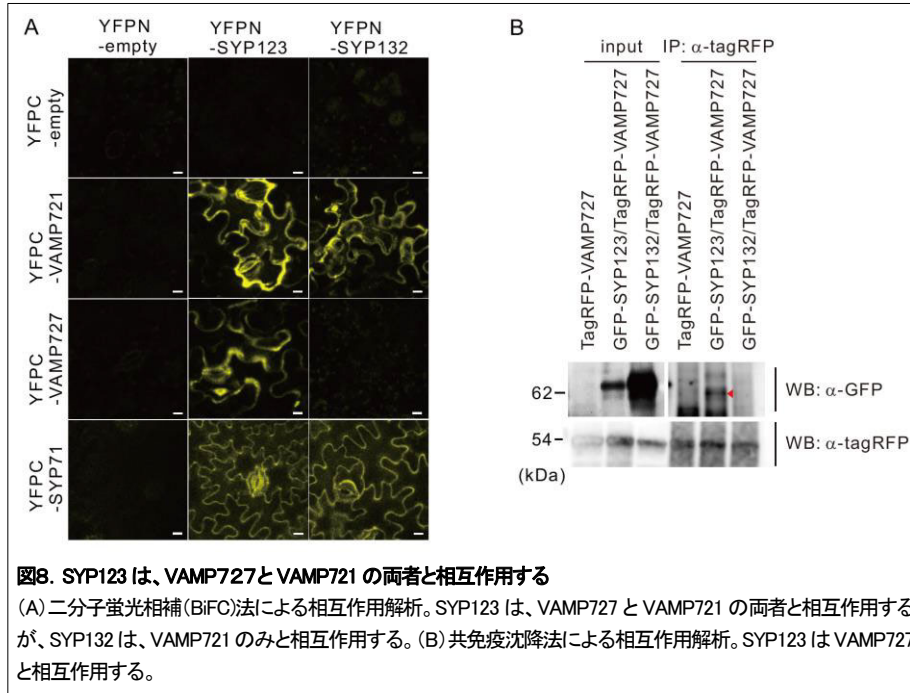 A
YFPN -empty
YFPN -SYP123
YFPN -SYP132
YFPC -empty
YFPC -VAMP721
YFPC -VAMP727
YFPC -SYP71
B
input
IP: α-tagRFP
TagRFP-VAMP727
GFP-SYP123/TagRFP-VAMP727
GFP-SYP132/TagRFP-VAMP727
TagRFP-VAMP727
GFP-SYP123/TagRFP-VAMP727
GFP-SYP132/TagRFP-VAMP727
62
WB: α-GFP
54
WB: α-tagRFP
(kDa)
図8. SYP123 は、VAMP727と VAMP721 の両者と相互作用する
(A)二分子蛍光相補(BiFC)法による相互作用解析。SYP123 は、VAMP727 と VAMP721 の両者と相互作用する
が、SYP132 は、VAMP721 のみと相互作用する。(B)共免疫沈降法による相互作用解析。SYP123 は VAMP727
と相互作用する。